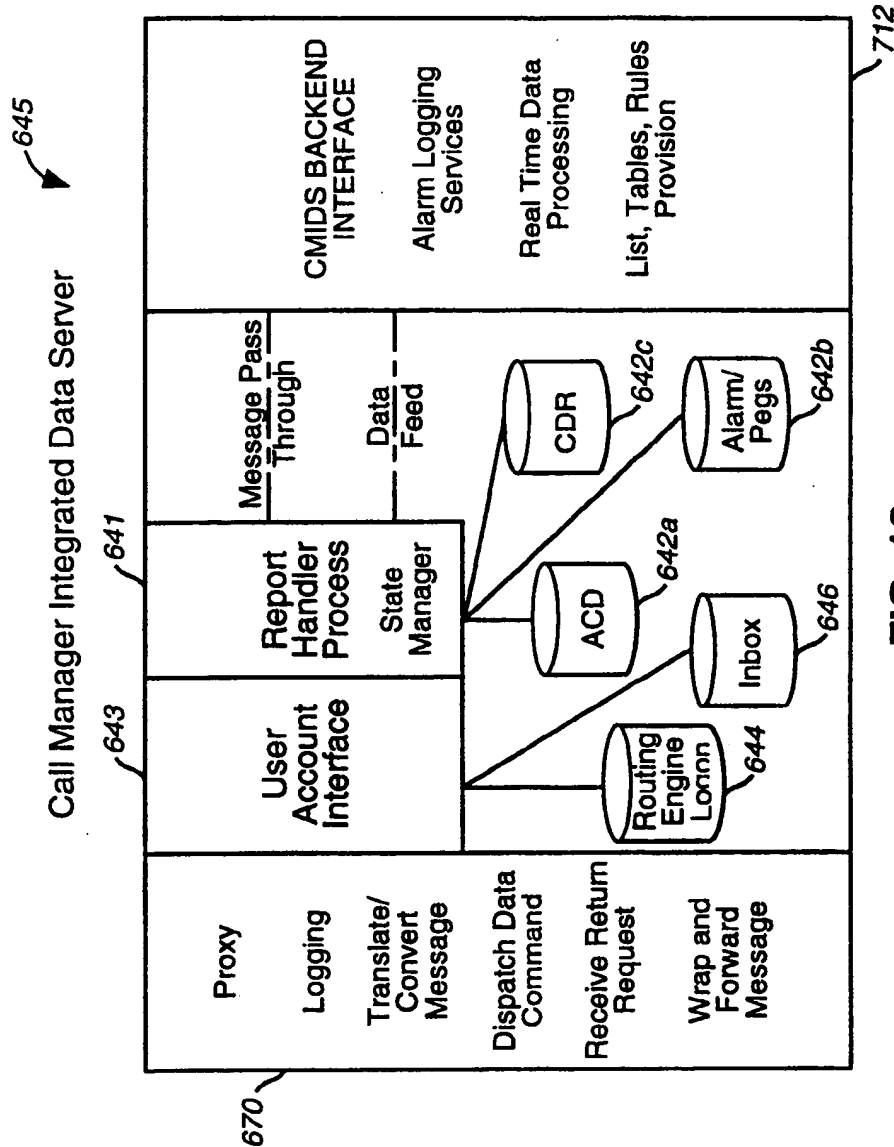 Call Manager Integrated Data Server
645
670
Proxy
Logging
Translate/
Convert
Message
Dispatch Data
Command
Receive Return
Request
Wrap and
Forward
Message
643
User
Account
Interface
641
Report
Handler
Process
State
Manager
Message Pass
Through
Data
Feed
Routing
Engine
644
Inbox
646
ACD
642a
CDR
642c
Alarm/
Pegs
642b
CMIDS BACKEND
INTERFACE
Alarm Logging
Services
Real Time Data
Processing
List, Tables, Rules
Provision
712